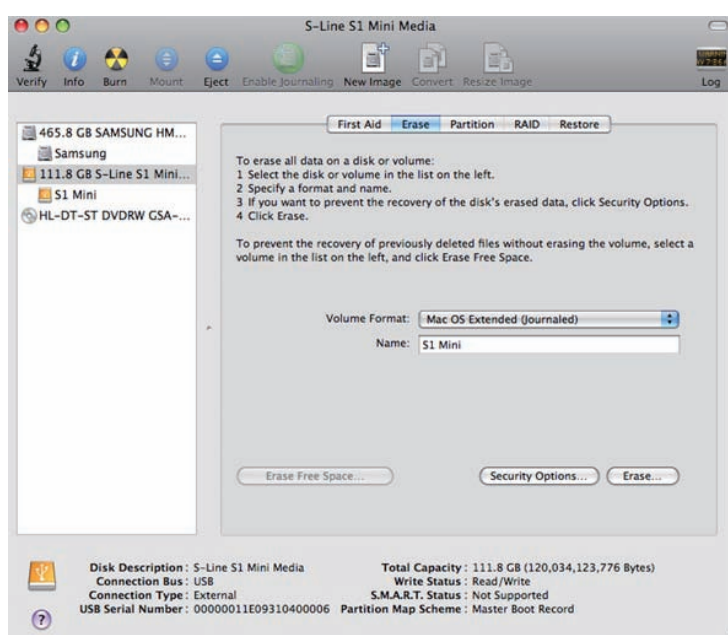 S-Line S1 Mini Media
Verify Info Burn Mount Eject Enable Journaling New Image Convert Resize Image Log
First Aid Erase Partition RAID Restore
465.8 GB SAMSUNG HM...
Samsung
111.8 GB S-Line S1 Mini...
S1 Mini
HL-DT-ST DVDRW GSA-...
To erase all data on a disk or volume:
1 Select the disk or volume in the list on the left.
2 Specify a format and name.
3 If you want to prevent the recovery of the disk's erased data, click Security Options.
4 Click Erase.
To prevent the recovery of previously deleted files without erasing the volume, select a
volume in the list on the left, and click Erase Free Space.
Volume Format: Mac OS Extended (Journaled)
Name: S1 Mini
Erase Free Space... Security Options... Erase...
Disk Description : S-Line S1 Mini Media Total Capacity : 111.8 GB (120,034,123,776 Bytes)
Connection Bus : USB Write Status : Read/Write
Connection Type : External S.M.A.R.T. Status : Not Supported
USB Serial Number : 00000011E09310400006 Partition Map Scheme : Master Boot Record
?